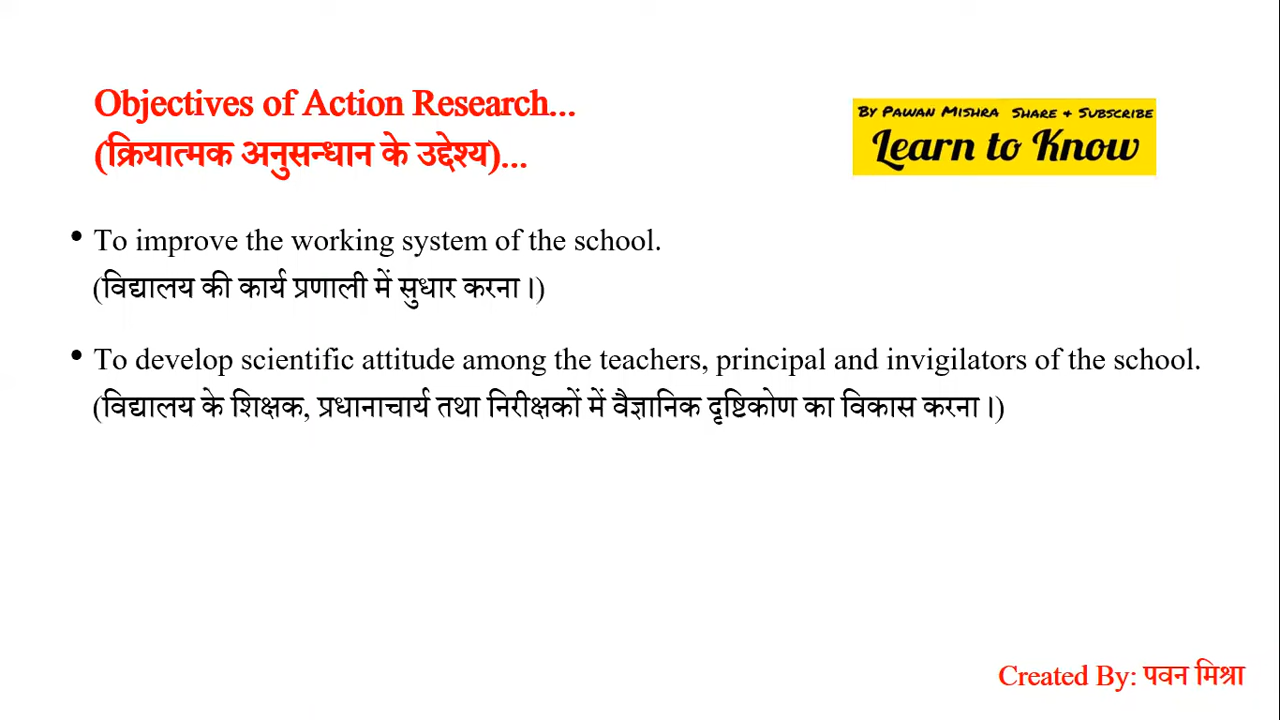 Objectives of Action Research...
(क्रियात्मक अनुसन्धान के उद्देश्य)...
By Pawan Mishra Share & Subscribe
Learn to Know
• To improve the working system of the school.
(विद्यालय की कार्य प्रणाली में सुधार करना।)
• To develop scientific attitude among the teachers, principal and invigilators of the school.
(विद्यालय के शिक्षक, प्रधानाचार्य तथा निरीक्षकों में वैज्ञानिक दृष्टिकोण का विकास करना।)
Created By: पवन मिश्रा